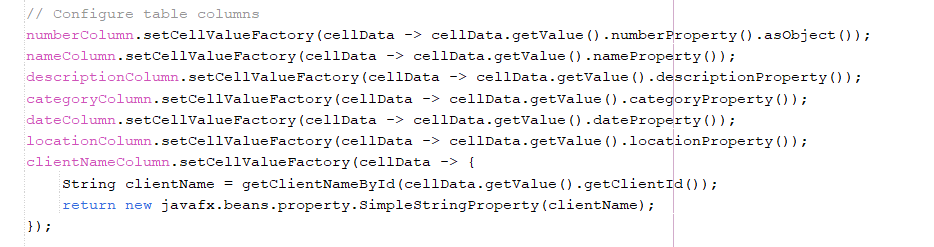 // Configure table columns
numberColumn.setCellValueFactory(cellData -> cellData.getValue().numberProperty().asObject());
nameColumn.setCellValueFactory(cellData -> cellData.getValue().nameProperty());
descriptionColumn.setCellValueFactory(cellData -> cellData.getValue().descriptionProperty());
categoryColumn.setCellValueFactory(cellData -> cellData.getValue().categoryProperty());
dateColumn.setCellValueFactory(cellData -> cellData.getValue().dateProperty());
locationColumn.setCellValueFactory(cellData -> cellData.getValue().locationProperty());
clientNameColumn.setCellValueFactory(cellData -> {
    String clientName = getClientNameById(cellData.getValue().getClientId());
    return new javafx.beans.property.SimpleStringProperty(clientName);
});